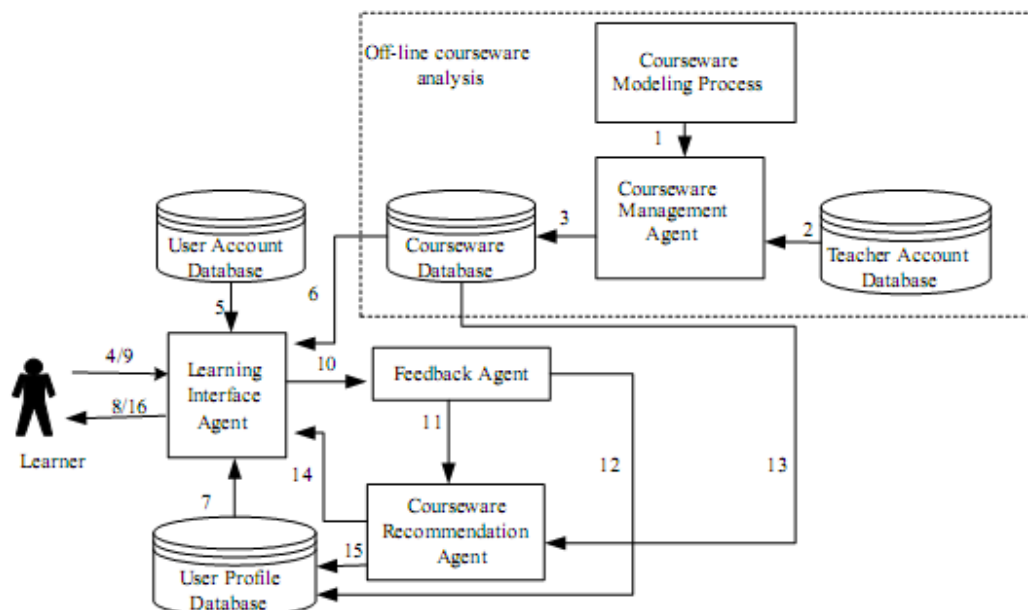 Off-line courseware
analysis
Courseware
Modeling Process
1
Courseware
Management
Agent
2
Teacher Account
Database
3
Courseware
Database
User Account
Database
5
6
4/9
8/16
Learner
Learning
Interface
Agent
10
Feedback Agent
11
12
13
14
Courseware
Recommendation
Agent
15
7
User Profile
Database